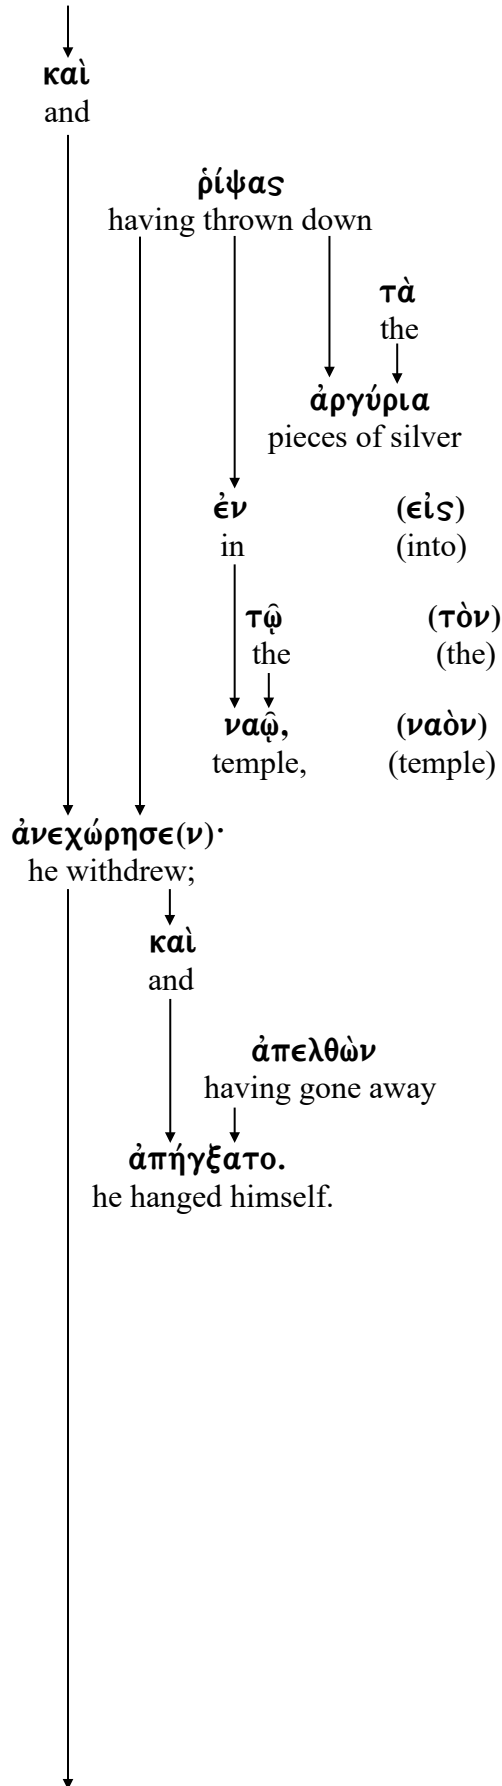 καὶ
and
ῥίψας
having thrown down
τὰ
the
ἀργύρια
pieces of silver
ἐν (εἰς)
in (into)
τῷ (τὸν)
the (the)
ναῷ, (ναὸν)
temple, (temple)
ἀνεχώρησε(ν)·
he withdrew;
καὶ
and
ἀπελθὼν
having gone away
ἀπήγξατο.
he hanged himself.